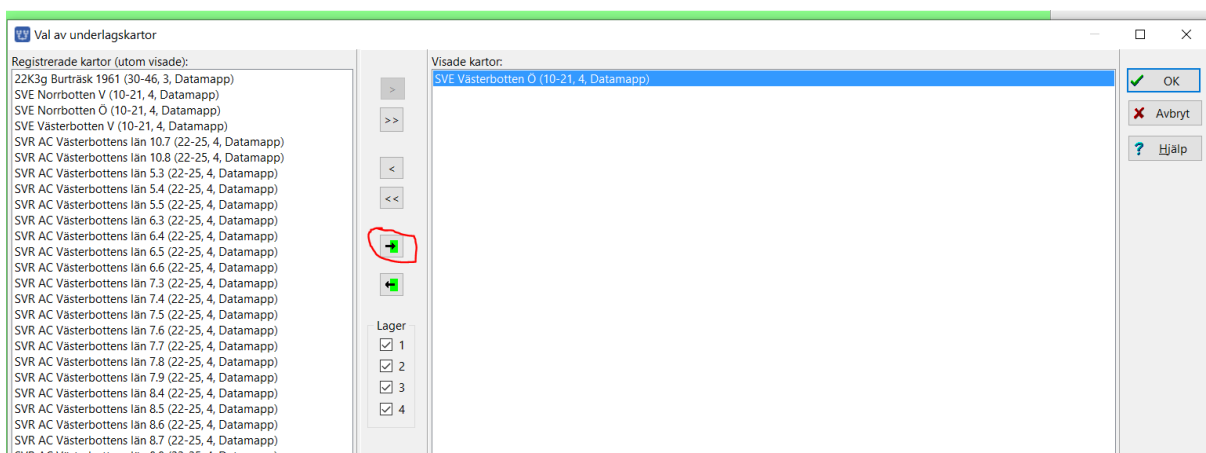 Val av underlagskartor
Registrerade kartor (utom visade):
22K3g Burträsk 1961 (30-46, 3, Datamapp)
SVE Norrbotten V (10-21, 4, Datamapp)
SVE Norrbotten Ö (10-21, 4, Datamapp)
SVE Västerbotten V (10-21, 4, Datamapp)
SVR AC Västerbottens län 10.7 (22-25, 4, Datamapp)
SVR AC Västerbottens län 10.8 (22-25, 4, Datamapp)
SVR AC Västerbottens län 5.3 (22-25, 4, Datamapp)
SVR AC Västerbottens län 5.4 (22-25, 4, Datamapp)
SVR AC Västerbottens län 5.5 (22-25, 4, Datamapp)
SVR AC Västerbottens län 6.3 (22-25, 4, Datamapp)
SVR AC Västerbottens län 6.4 (22-25, 4, Datamapp)
SVR AC Västerbottens län 6.5 (22-25, 4, Datamapp)
SVR AC Västerbottens län 6.6 (22-25, 4, Datamapp)
SVR AC Västerbottens län 7.3 (22-25, 4, Datamapp)
SVR AC Västerbottens län 7.4 (22-25, 4, Datamapp)
SVR AC Västerbottens län 7.5 (22-25, 4, Datamapp)
SVR AC Västerbottens län 7.6 (22-25, 4, Datamapp)
SVR AC Västerbottens län 7.7 (22-25, 4, Datamapp)
SVR AC Västerbottens län 7.8 (22-25, 4, Datamapp)
SVR AC Västerbottens län 7.9 (22-25, 4, Datamapp)
SVR AC Västerbottens län 8.4 (22-25, 4, Datamapp)
SVR AC Västerbottens län 8.5 (22-25, 4, Datamapp)
SVR AC Västerbottens län 8.6 (22-25, 4, Datamapp)
SVR AC Västerbottens län 8.7 (22-25, 4, Datamapp)
>
>>
<
<<
Lager
1
2
3
4
Visade kartor:
SVE Västerbotten Ö (10-21, 4, Datamapp)
OK
Avbryt
? Hjälp